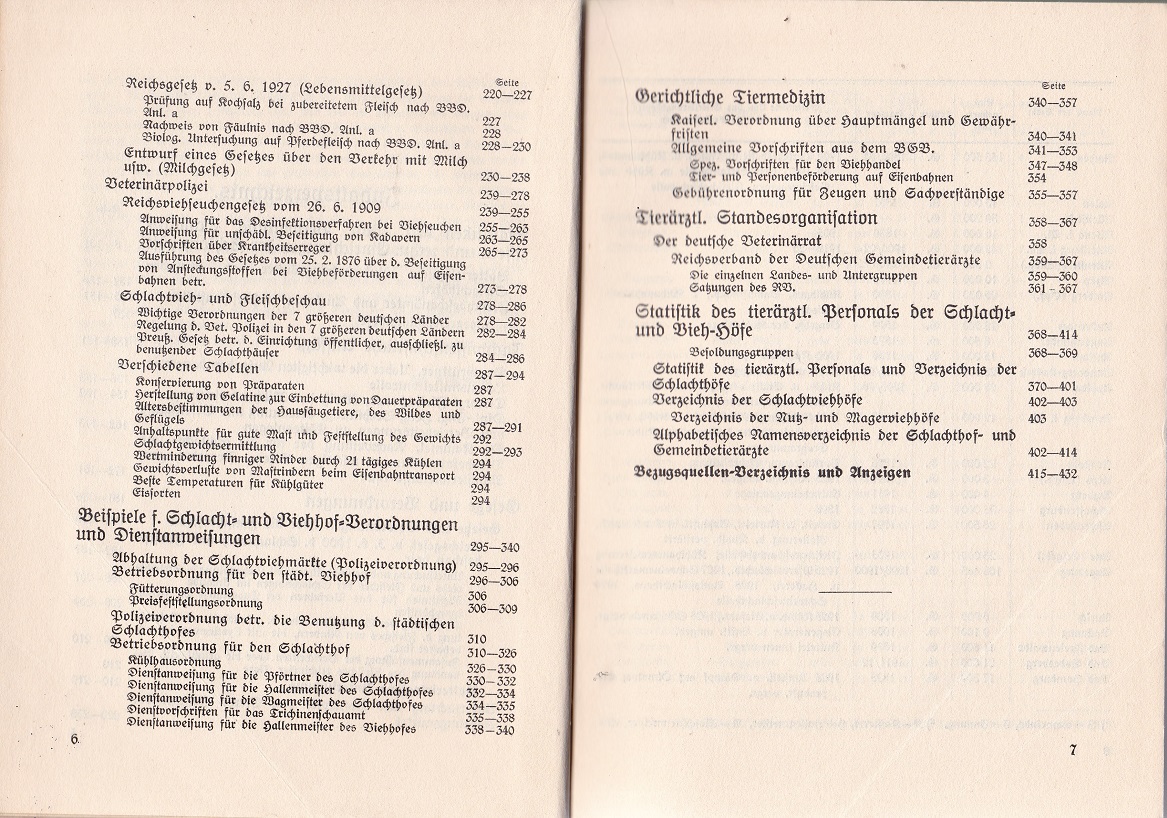 Seite
Reichsgesetz v. 5. 6. 1927 (Lebensmittelgesetz) 220—227
Prüfung auf Kochsalz bei zubereitetem Fleisch nach BBD.
Anl. a 227
Nachweis von Fäulnis nach BBD. Anl. a 228
Biolog. Untersuchung auf Pferdefleisch nach BBD. Anl. a 228—230
Entwurf eines Gesetzes über den Verkehr mit Milch
usw. (Milchgesetz) 230—238
Veterinärpolizei 239—278
Reichsviehseuchengesetz vom 26. 6. 1909 239—255
Anweisung für das Desinfektionsverfahren bei Viehseuchen 255—263
Anweisung für unschädl. Beseitigung von Kadavern 263—265
Vorschriften über Krankheitserreger 265—273
Ausführung des Gesetzes vom 25. 2. 1876 über d. Beseitigung
von Ansteckungsstoffen bei Viehbeförderungen auf Eisen-
bahnen betr. 273—278
Schlachtvieh- und Fleischbeschau 278—286
Wichtige Verordnungen der 7 größeren deutschen Länder 278—282
Regelung d. Vet. Polizei in den 7 größeren deutschen Ländern 282—284
Preuß. Gesetz betr. d. Einrichtung öffentlicher, ausschließl. zu
benutzender Schlachthäuser 284—286
Verschiedene Tabellen 287—294
Konservierung von Präparaten 287
Herstellung von Gelatine zur Einbettung von Dauerpräparaten 287
Altersbestimmungen der Haussäugetiere, des Wildes und
Geflügels 287—291
Anhaltspunkte für gute Mast und Feststellung des Gewichts 292
Schlachtgewichtsermittlung 292—293
Wertminderung finniger Rinder durch 21 tägiges Kühlen 294
Gewichtsverluste von Mastrindern beim Eisenbahntransport 294
Beste Temperaturen für Kühlgüter 294
Eissorten 294
Beispiele f. Schlacht- und Viehhof-Verordnungen
und Dienstanweisungen 295—340
Abhaltung der Schlachtviehmärkte (Polizeiverordnung) 295—296
Betriebsordnung für den städt. Viehhof 296—306
Fütterungsordnung 306
Preisfeststellungsordnung 306—309
Polizeiverordnung betr. die Benutzung d. städtischen
Schlachthofes 310
Betriebsordnung für den Schlachthof 310—326
Kühlhausordnung 326—330
Dienstanweisung für die Pförtner des Schlachthofes 330—332
Dienstanweisung für die Hallenmeister des Schlachthofes 332—334
Dienstanweisung für die Wagmeister des Schlachthofes 334—335
Dienstvorschriften für das Trichinenschauamt 335—338
Dienstanweisung für die Hallenmeister des Viehhofes 338—340
6
Seite
Gerichtliche Tiermedizin 340—357
Kaiserl. Verordnung über Hauptmängel und Gewähr-
fristen 340—341
Allgemeine Vorschriften aus dem BGB. 341—353
Spez. Vorschriften für den Viehhandel 347—348
Tier- und Personenbeförderung auf Eisenbahnen 354
Gebührenordnung für Zeugen und Sachverständige 355—357
Tierärztl. Standesorganisation 358—367
Der deutsche Veterinärrat 358
Reichsverband der Deutschen Gemeindetierärzte 359—367
Die einzelnen Landes- und Untergruppen 359—360
Satzungen des RV. 361 - 367
Statistik des tierärztl. Personals der Schlacht-
und Vieh-Höfe 368—414
Besoldungsgruppen 368—369
Statistik des tierärztl. Personals und Verzeichnis der
Schlachthöfe 370—401
Verzeichnis der Schlachtviehhöfe 402—403
Verzeichnis der Nutz- und Magerviehhöfe 403
Alphabetisches Namensverzeichnis der Schlachthof- und
Gemeindetierärzte 402—414
Bezugsquellen-Verzeichnis und Anzeigen 415—432
7